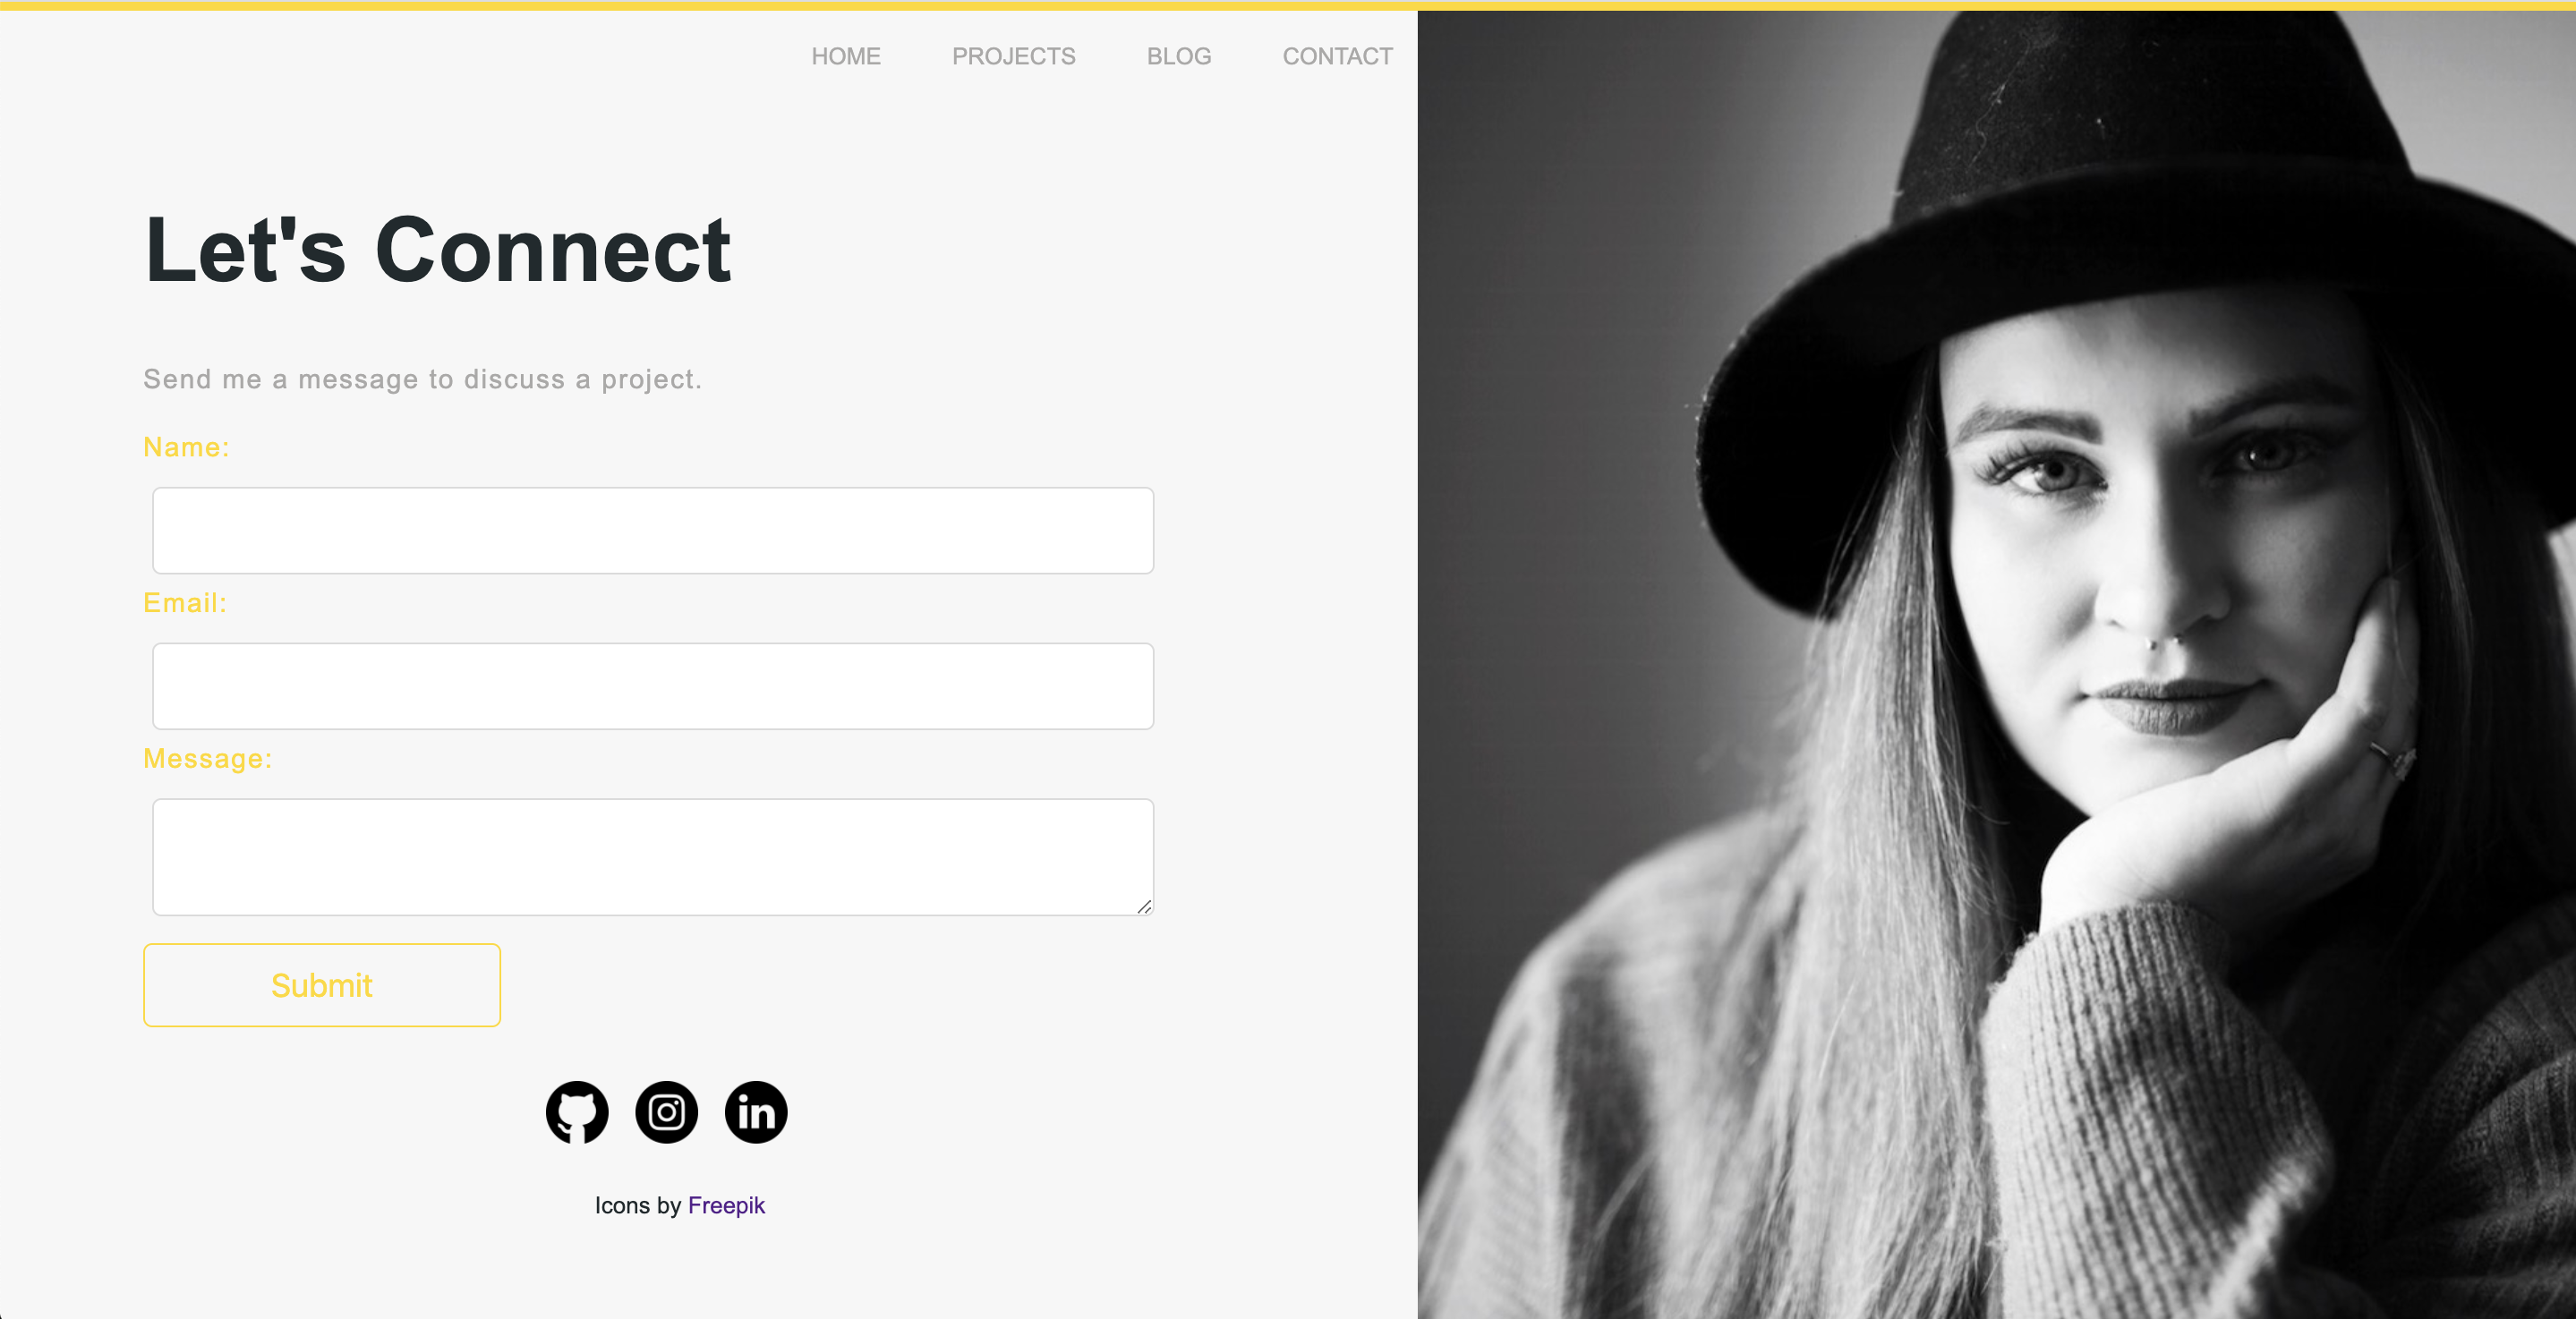 HOME PROJECTS BLOG CONTACT
Let's Connect
Send me a message to discuss a project.
Name:
Email:
Message:
Submit
in
Icons by Freepik